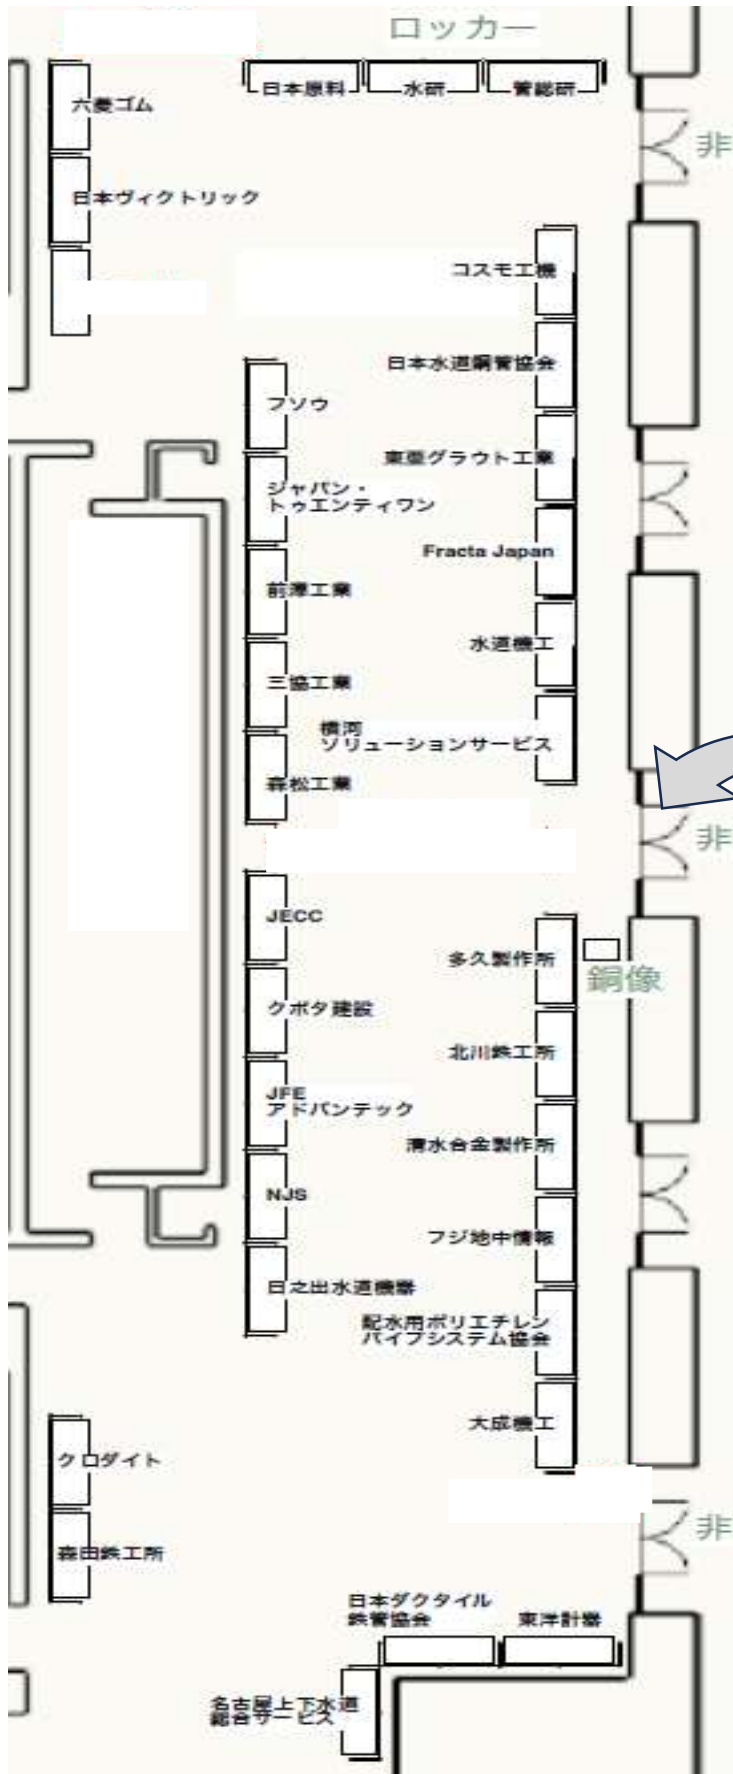 ロッカー
日本原料
水研
管総研
六菱ゴム
非
日本ヴィクトリック
コスモ工機
日本水道鋼管協会
フソウ
東亜グラウト工業
ジャパン・
トゥエンティワン
Fracta Japan
前澤工業
水道機工
三協工業
横河
ソリューションサービス
森松工業
非
JECC
多久製作所
銅像
クボタ建設
北川鉄工所
JFE
アドバンテック
清水合金製作所
NJS
フジ地中情報
日之出水道機器
配水用ポリエチレン
パイプシステム協会
大成機工
クロダイト
非
森田鉄工所
日本ダクタイル
鉄管協会
東洋計器
名古屋上下水道
総合サービス